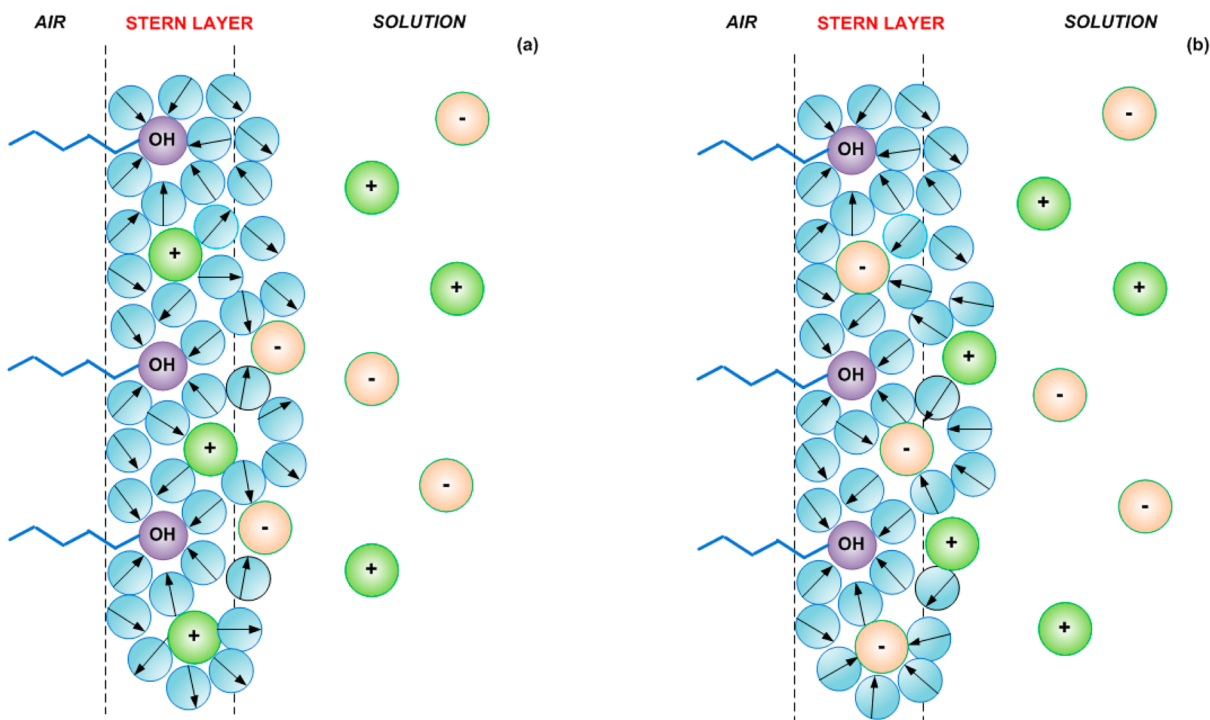 AIR STERN LAYER SOLUTION
(a)
-
OH
+
+
+
-
OH
-
+
-
-
OH
+
+
AIR STERN LAYER SOLUTION
(b)
-
OH
+
-
+
+
OH
-
-
-
+
OH
+
-